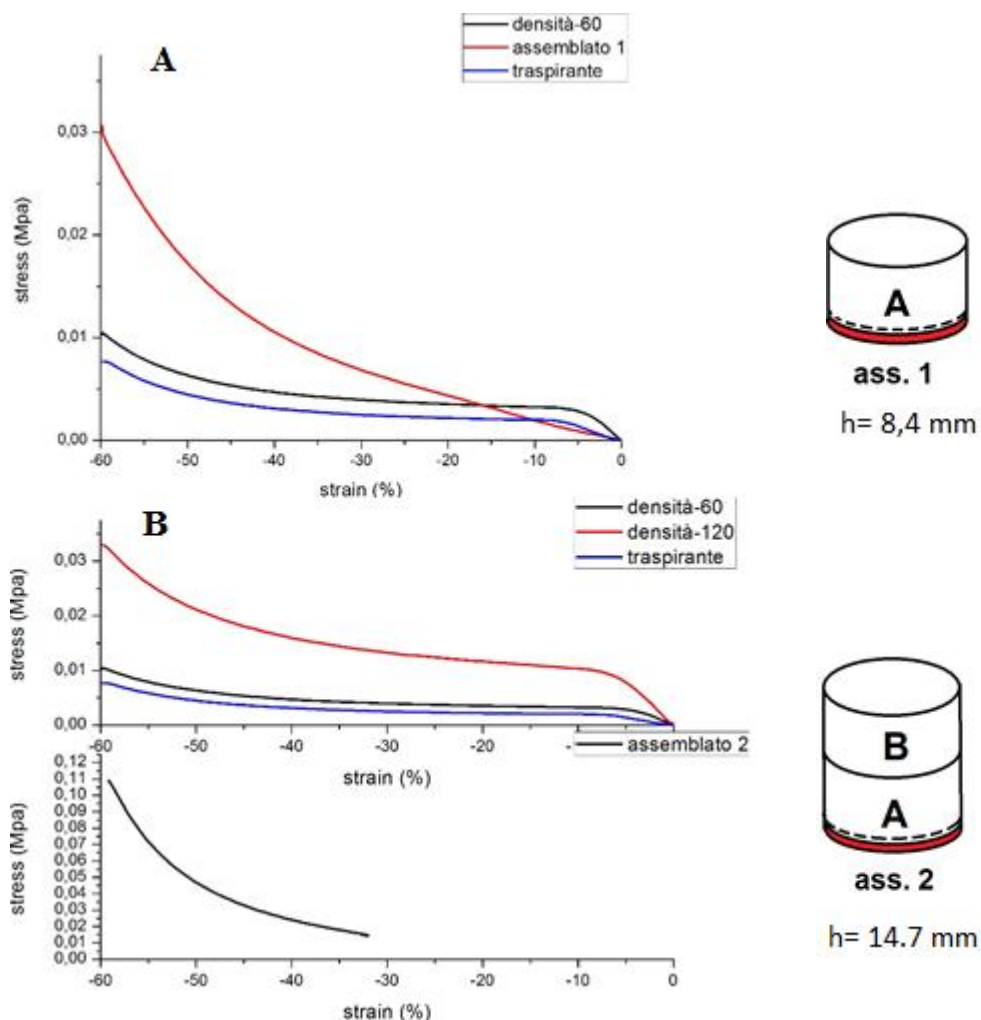 A
densità-60
assemblato 1
traspirante
0,03
0,02
0,01
0,00
stress (Mpa)
-60 -50 -40 -30 -20 -10 0
strain (%)
A
ass. 1
h= 8,4 mm
B
densità-60
densità-120
traspirante
0,03
0,02
0,01
0,00
stress (Mpa)
-60 -50 -40 -30 -20 -10 0
strain (%)
assemblato 2
0,12
0,11
0,10
0,09
0,08
0,07
0,06
0,05
0,04
0,03
0,02
0,01
0,00
stress (Mpa)
-60 -50 -40 -30 -20 -10 0
strain (%)
B
A
ass. 2
h= 14.7 mm